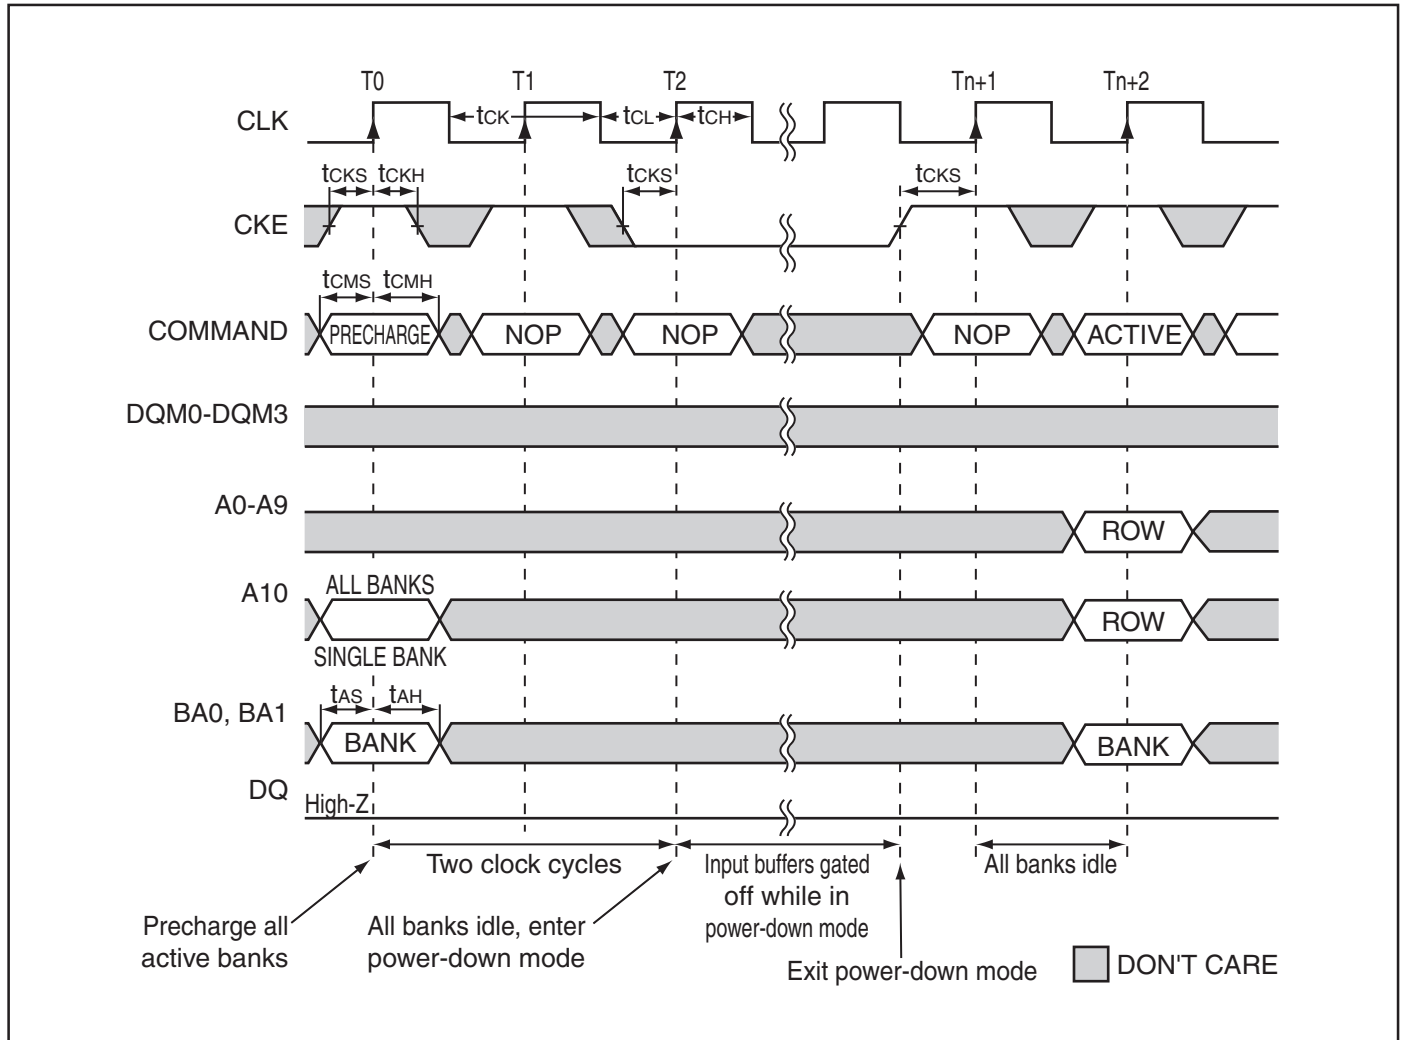 T0 T1 T2 Tn+1 Tn+2
CLK tCK tCL tCH
tCKS tCKH tCKS tCKS
CKE
tCMS tCMH
COMMAND PRECHARGE NOP NOP NOP ACTIVE
DQM0-DQM3
A0-A9 ROW
A10 ALL BANKS ROW
SINGLE BANK
tAS tAH
BA0, BA1 BANK BANK
DQ High-Z
Two clock cycles
Input buffers gated
off while in
power-down mode
All banks idle
Precharge all
active banks
All banks idle, enter
power-down mode
Exit power-down mode
DON'T CARE